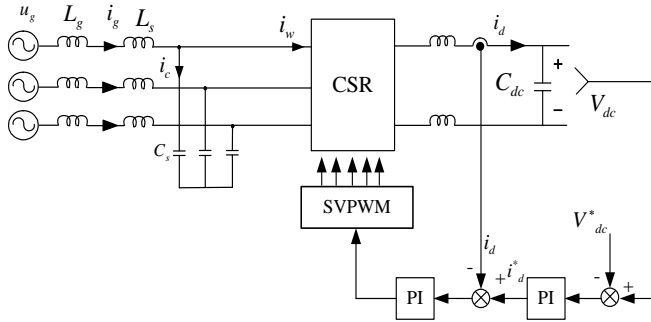 u_g L_g i_g L_s i_w i_d
i_c
CSR
C_dc
+
−
V_dc
C_s
SVPWM
V*_dc
i_d
- + i*_d - +
PI PI